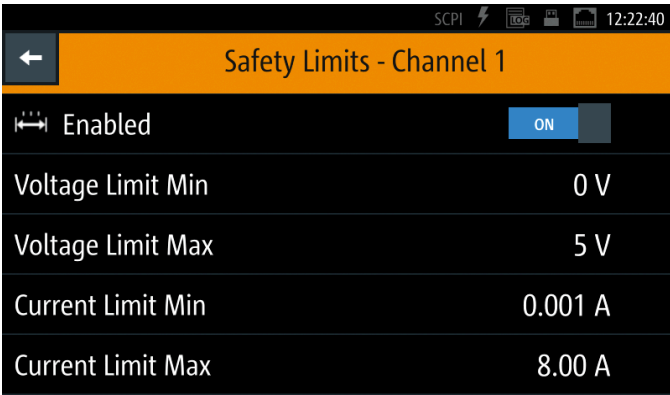 SCPI LOG 12:22:40
Safety Limits - Channel 1
Enabled ON
Voltage Limit Min 0 V
Voltage Limit Max 5 V
Current Limit Min 0.001 A
Current Limit Max 8.00 A